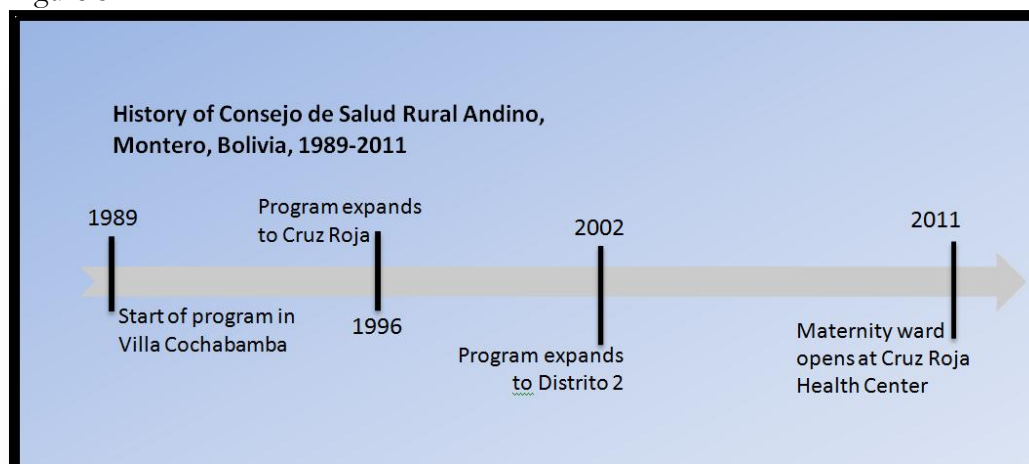 History of Consejo de Salud Rural Andino,
Montero, Bolivia, 1989-2011
1989
Start of program in
Villa Cochabamba
Program expands
to Cruz Roja
1996
2002
Program expands
to Distrito 2
2011
Maternity ward
opens at Cruz Roja
Health Center